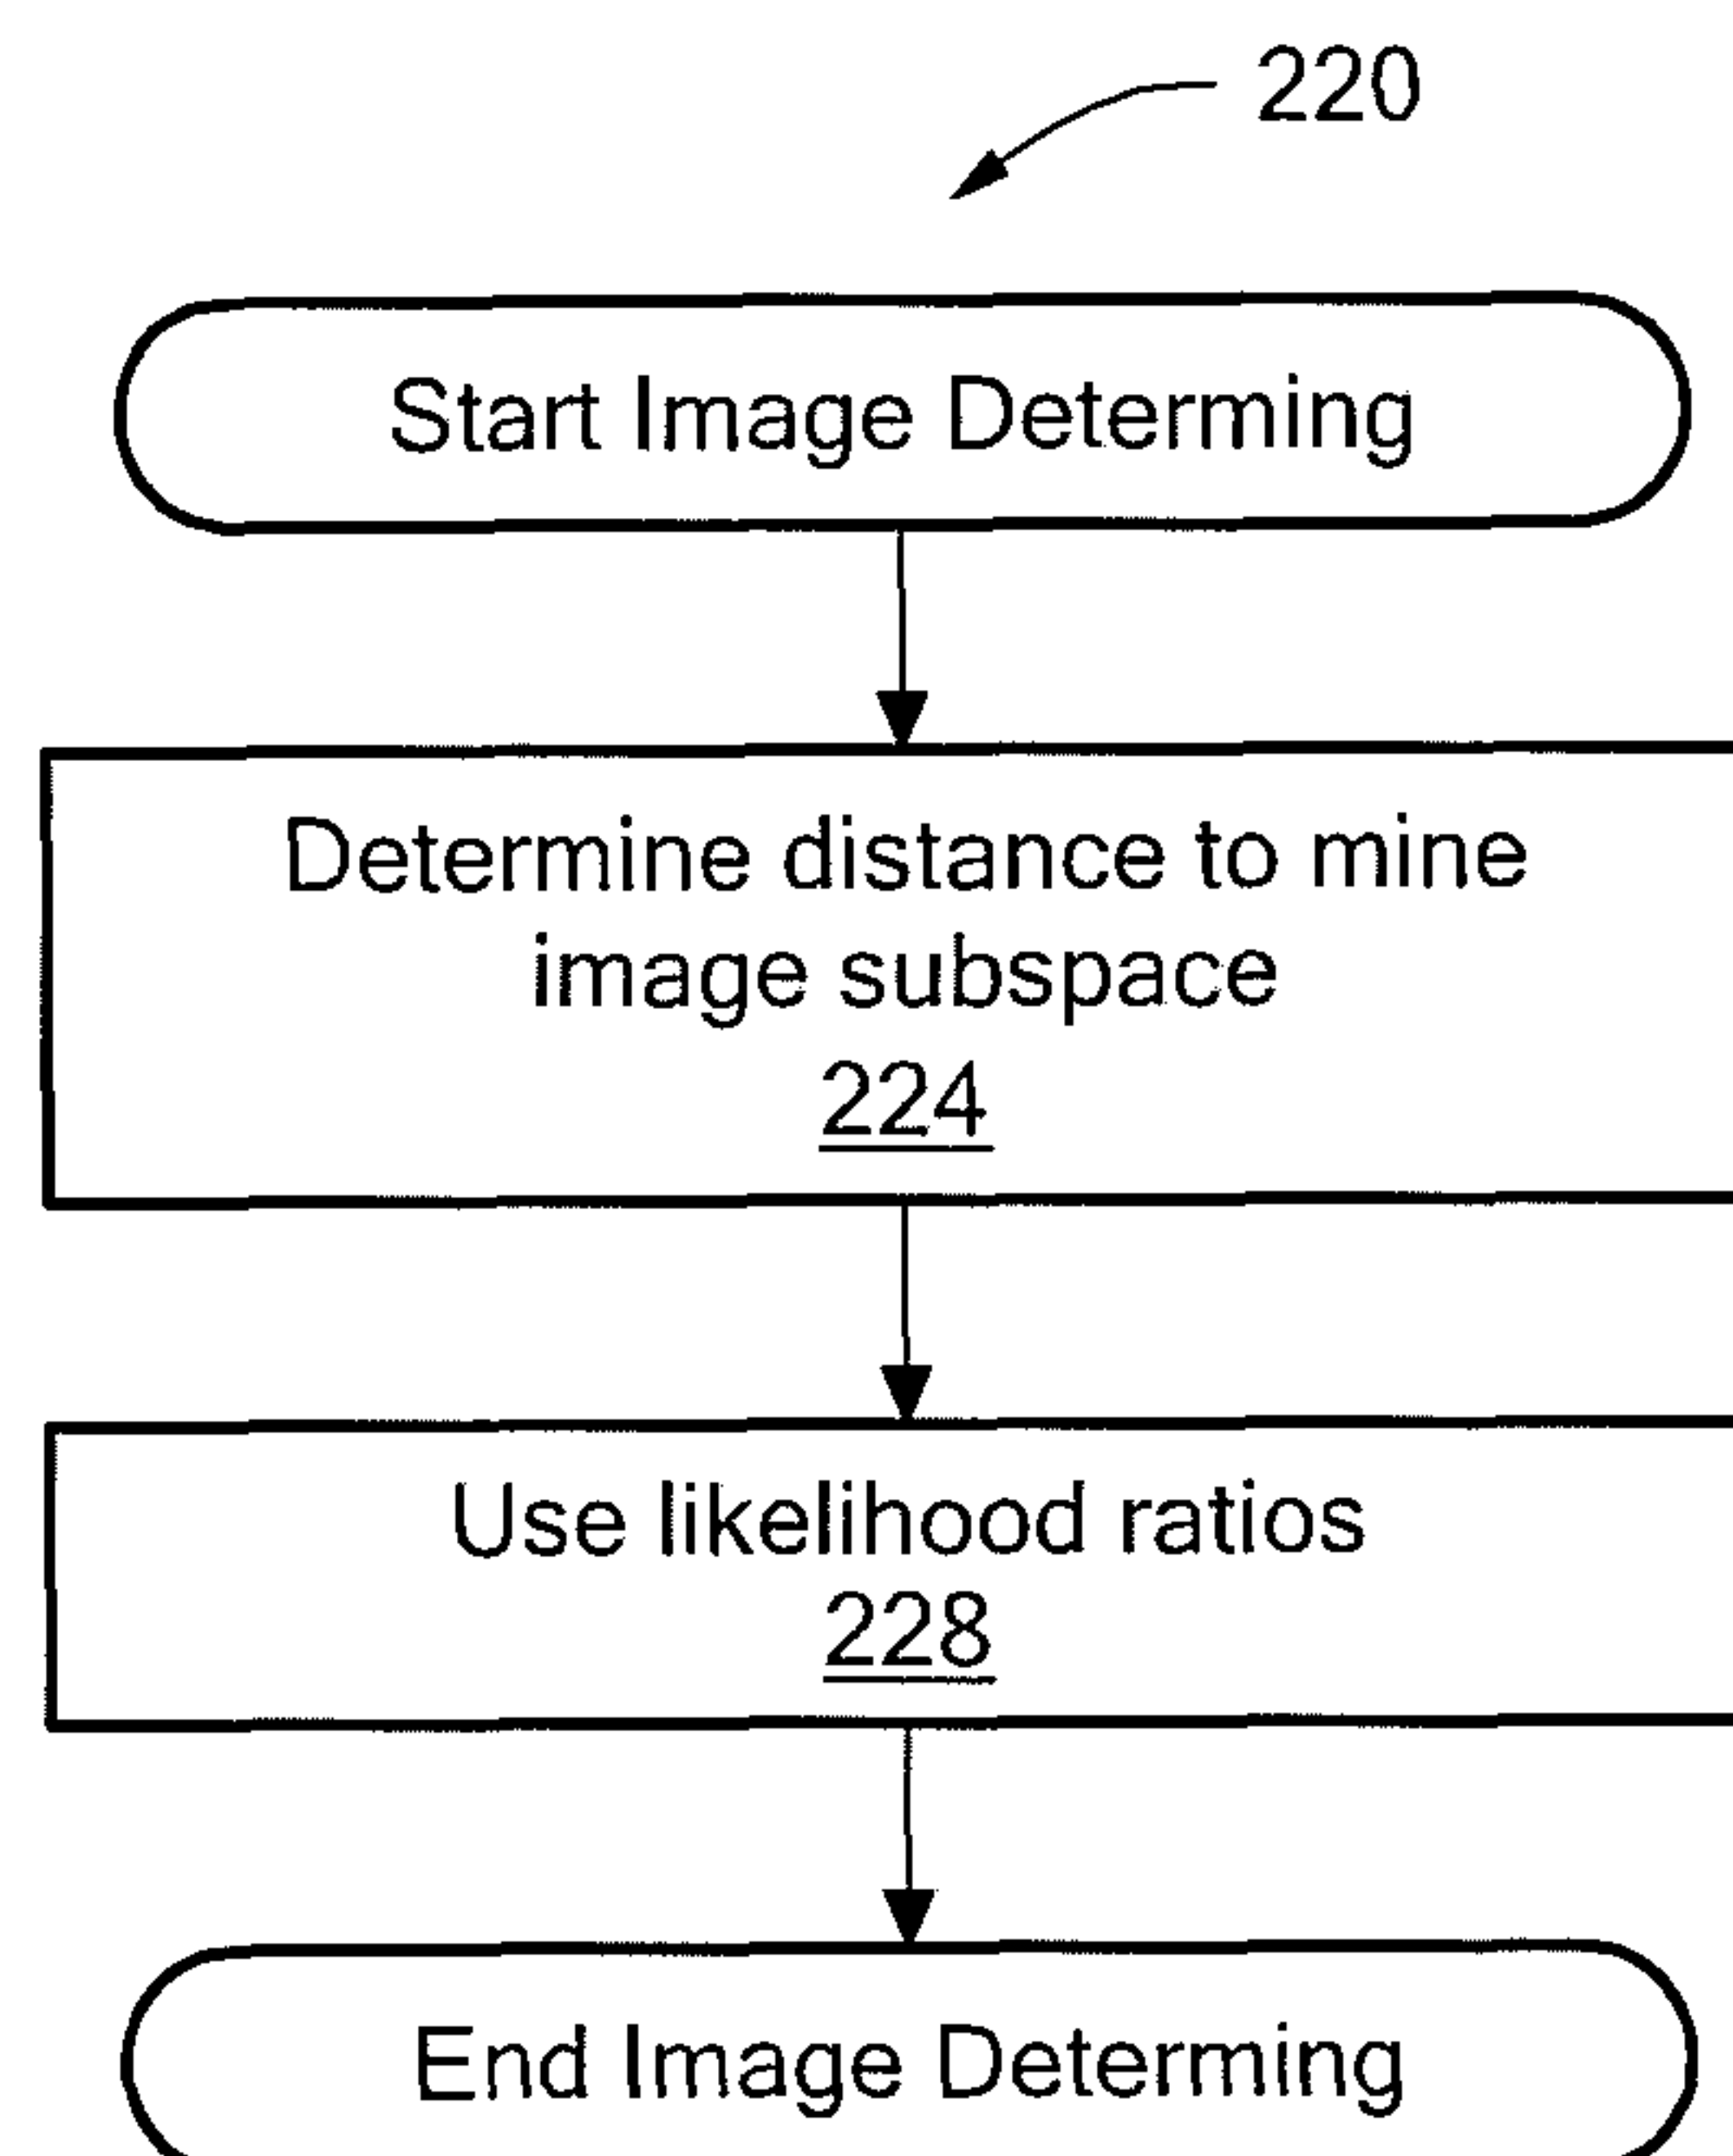 220
Start Image Determing
Determine distance to mine
image subspace
224
Use likelihood ratios
228
End Image Determing